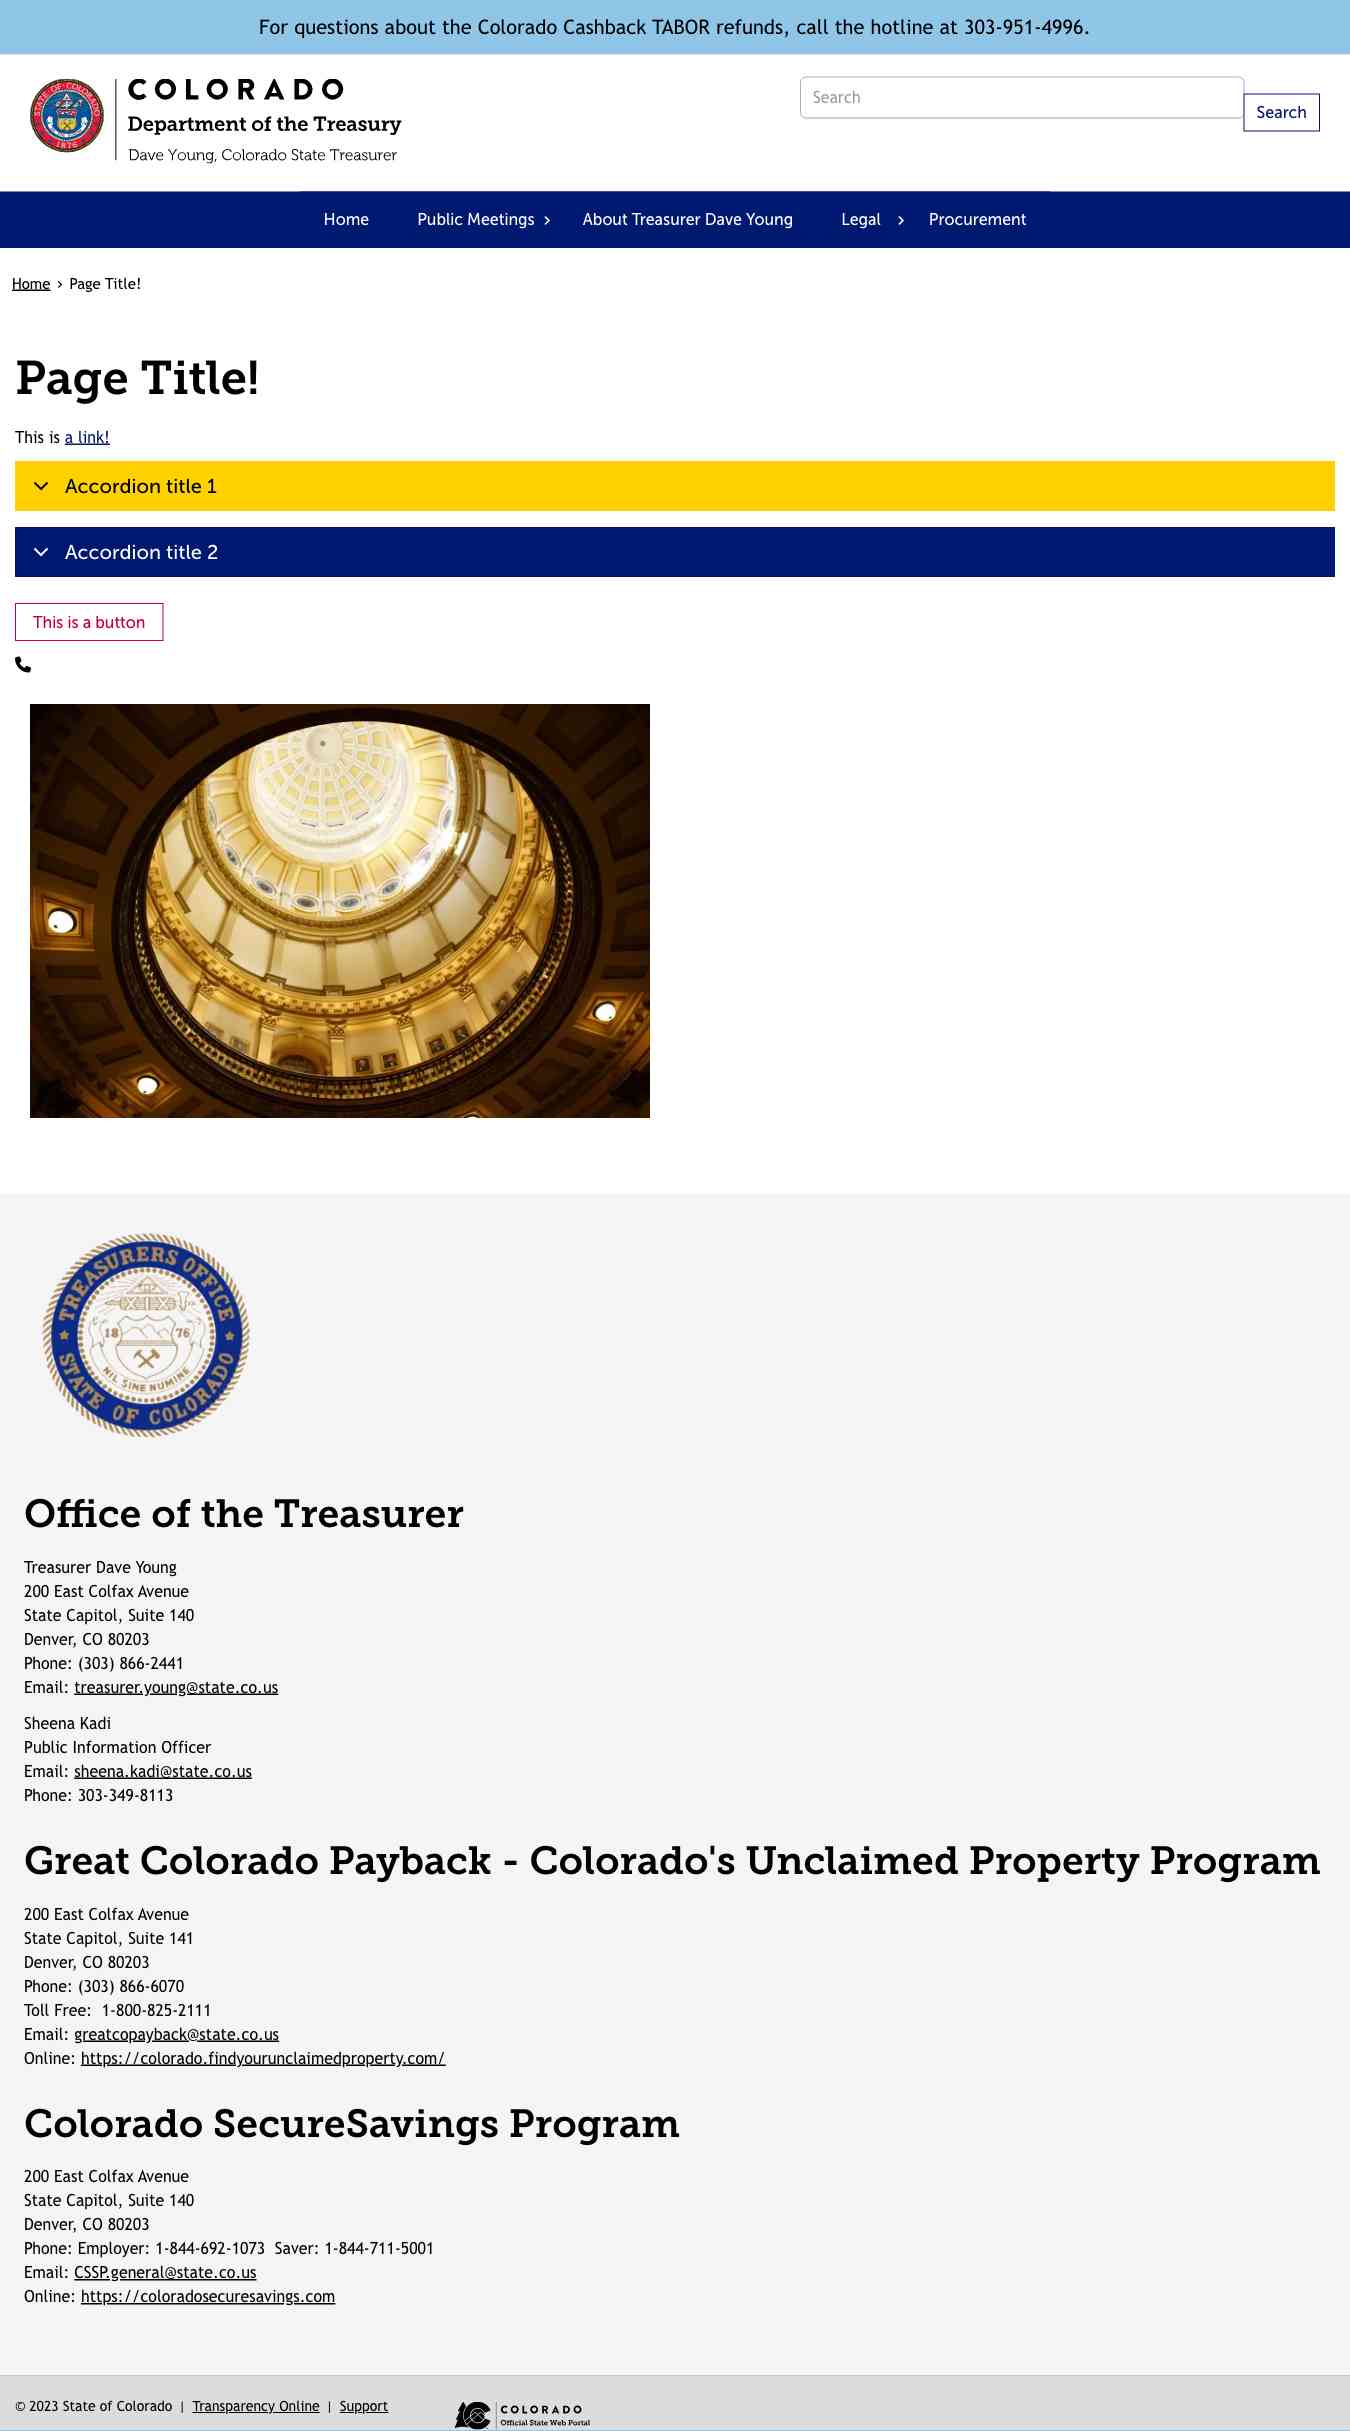 For questions about the Colorado Cashback TABOR refunds, call the hotline at 303-951-4996.
STATE OF COLORADO
1876
COLORADO
Department of the Treasury
Dave Young, Colorado State Treasurer
Search
Search
Home
Public Meetings
About Treasurer Dave Young
Legal
Procurement
Home › Page Title!
Page Title!
This is a link!
Accordion title 1
Accordion title 2
This is a button
TREASURERS OFFICE
1876
NIL SINE NUMINE
STATE OF COLORADO
Office of the Treasurer
Treasurer Dave Young
200 East Colfax Avenue
State Capitol, Suite 140
Denver, CO 80203
Phone: (303) 866-2441
Email: treasurer.young@state.co.us
Sheena Kadi
Public Information Officer
Email: sheena.kadi@state.co.us
Phone: 303-349-8113
Great Colorado Payback - Colorado's Unclaimed Property Program
200 East Colfax Avenue
State Capitol, Suite 141
Denver, CO 80203
Phone: (303) 866-6070
Toll Free:  1-800-825-2111
Email: greatcopayback@state.co.us
Online: https://colorado.findyourunclaimedproperty.com/
Colorado SecureSavings Program
200 East Colfax Avenue
State Capitol, Suite 140
Denver, CO 80203
Phone: Employer: 1-844-692-1073  Saver: 1-844-711-5001
Email: CSSP.general@state.co.us
Online: https://coloradosecuresavings.com
© 2023 State of Colorado | Transparency Online | Support
COLORADO
Official State Web Portal